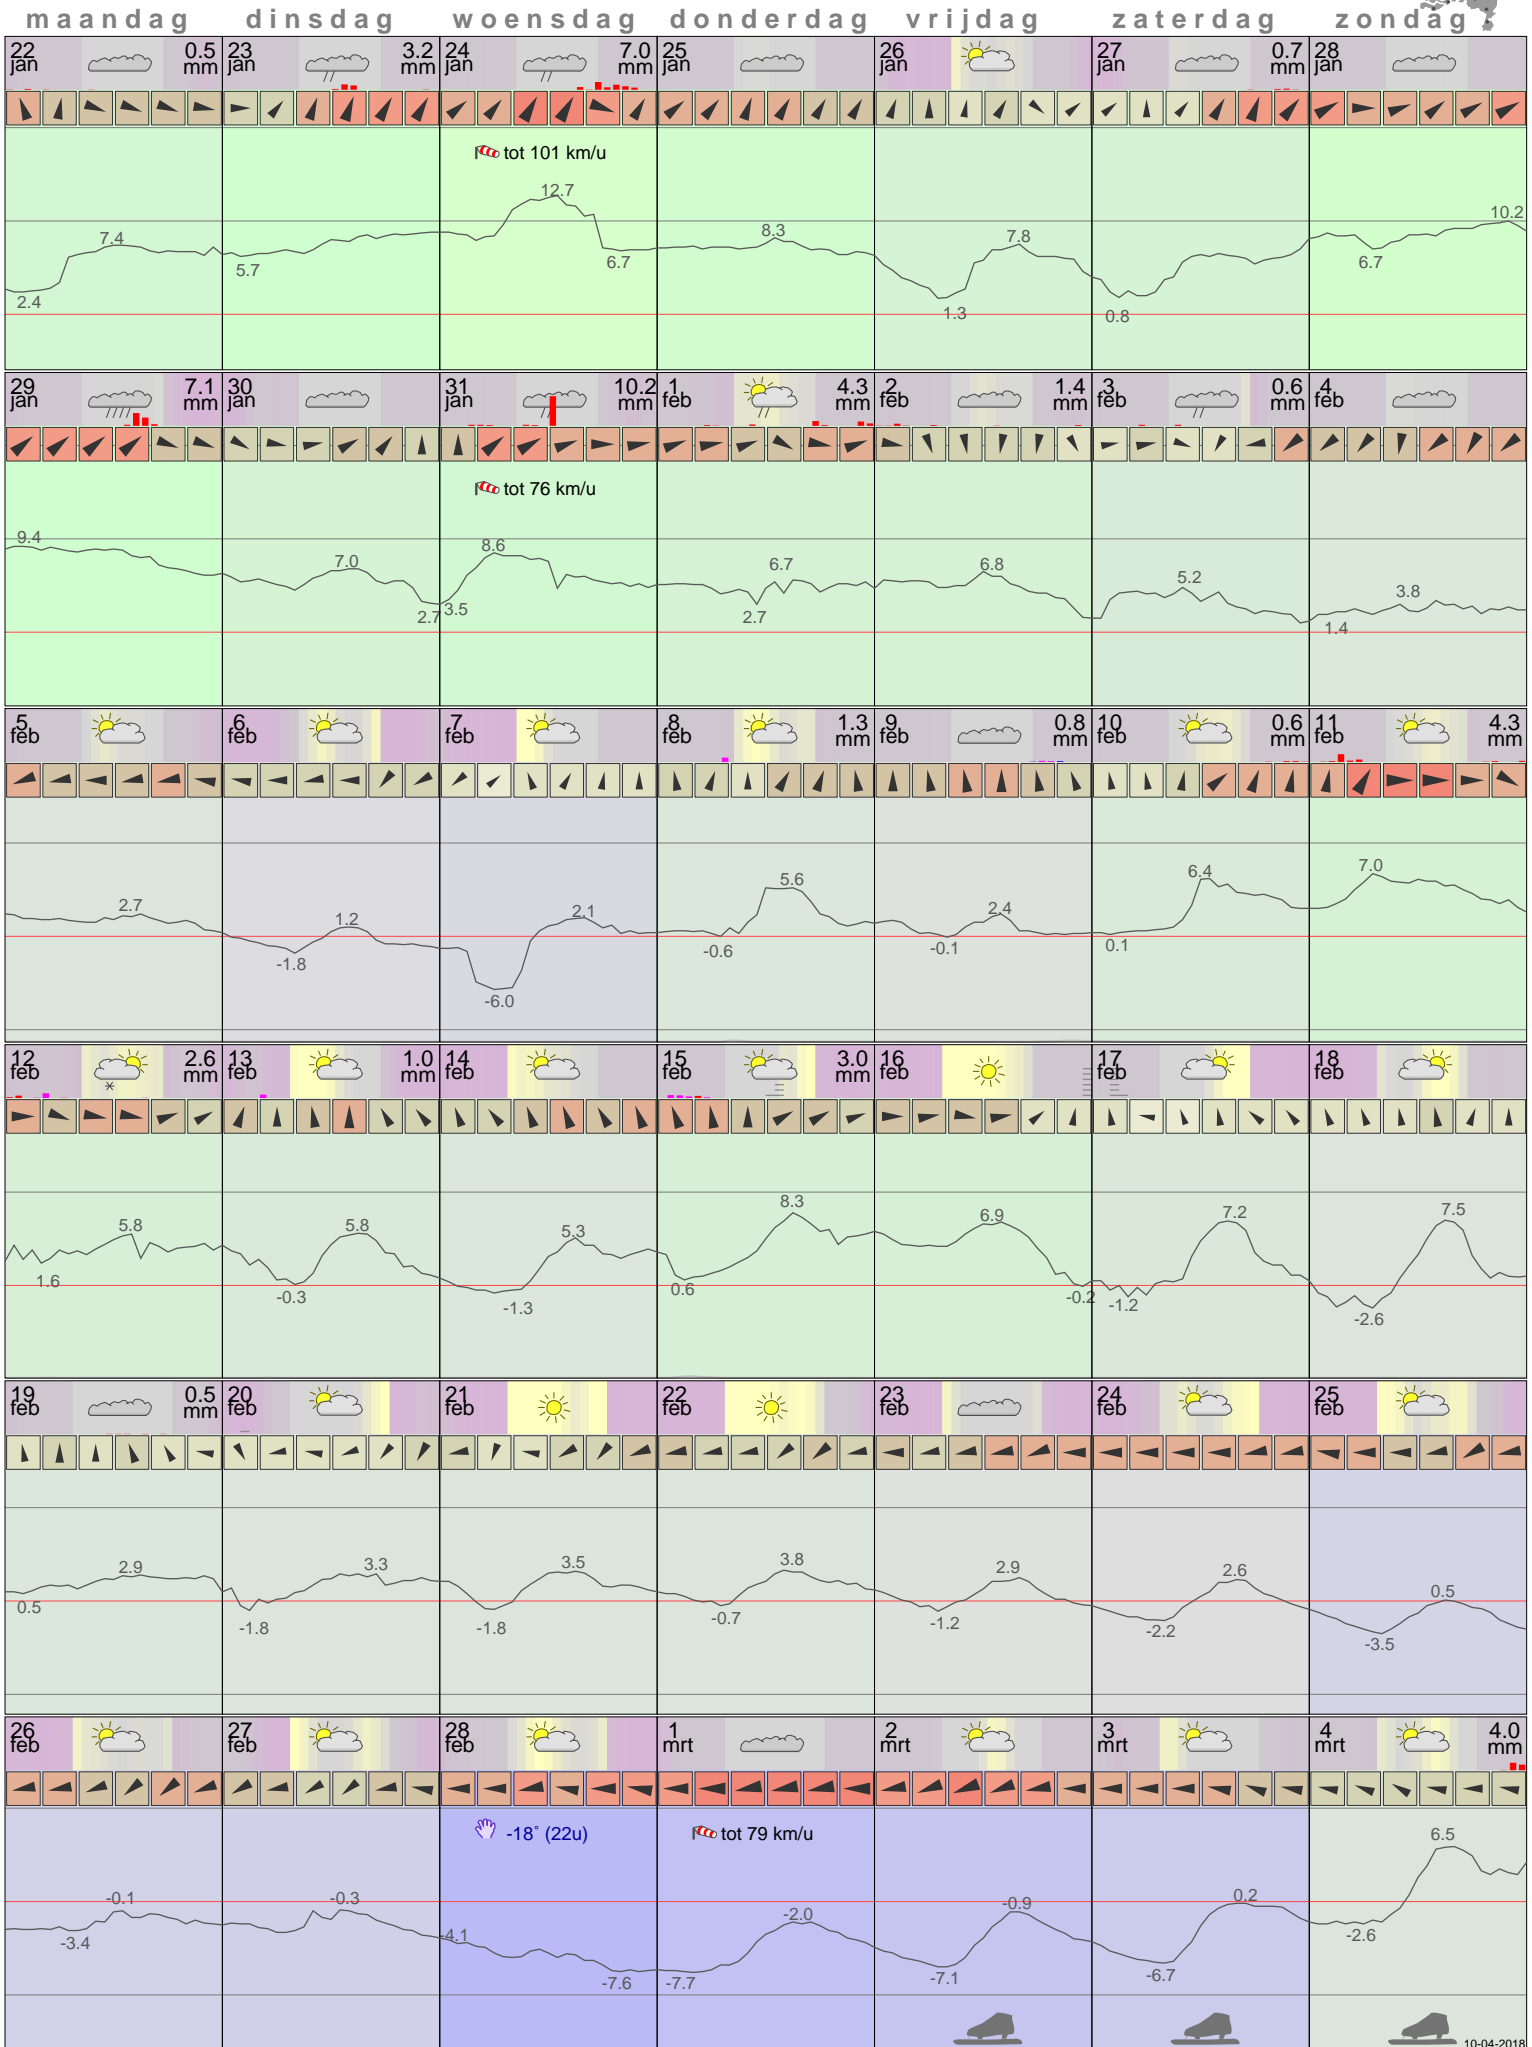 maandag dinsdag woensdag donderdag vrijdag zaterdag zondag
22 jan 0.5 mm 23 jan 3.2 mm 24 jan 7.0 mm 25 jan 26 jan 27 jan 0.7 mm 28 jan
tot 101 km/u
12.7
10.2
7.4 8.3 7.8
5.7 6.7 6.7
2.4 1.3 0.8
29 jan 7.1 mm 30 jan 31 jan 10.2 mm 1 feb 4.3 mm 2 feb 1.4 mm 3 feb 0.6 mm 4 feb
tot 76 km/u
9.4 8.6
7.0 6.7 6.8
5.2 3.8
2.7 3.5 2.7 1.4
5 feb 6 feb 7 feb 8 feb 1.3 mm 9 feb 0.8 mm 10 feb 0.6 mm 11 feb 4.3 mm
6.4 7.0
2.7 1.2 2.1 5.6 2.4
-1.8 -0.6 -0.1 0.1
-6.0
12 feb 2.6 mm 13 feb 1.0 mm 14 feb 15 feb 3.0 mm 16 feb 17 feb 18 feb
5.8 5.8 5.3 8.3 6.9 7.2 7.5
1.6 -0.3 -1.3 0.6 -0.2 -1.2 -2.6
19 feb 0.5 mm 20 feb 21 feb 22 feb 23 feb 24 feb 25 feb
2.9 3.3 3.5 3.8 2.9 2.6 0.5
0.5 -1.8 -1.8 -0.7 -1.2 -2.2 -3.5
26 feb 27 feb 28 feb 1 mrt 2 mrt 3 mrt 4 mrt 4.0 mm
-18° (22u) tot 79 km/u 6.5
-0.1 -0.3 -2.0 -0.9 0.2
-3.4 -4.1 -7.6 -7.7 -7.1 -6.7 -2.6
10-04-2018